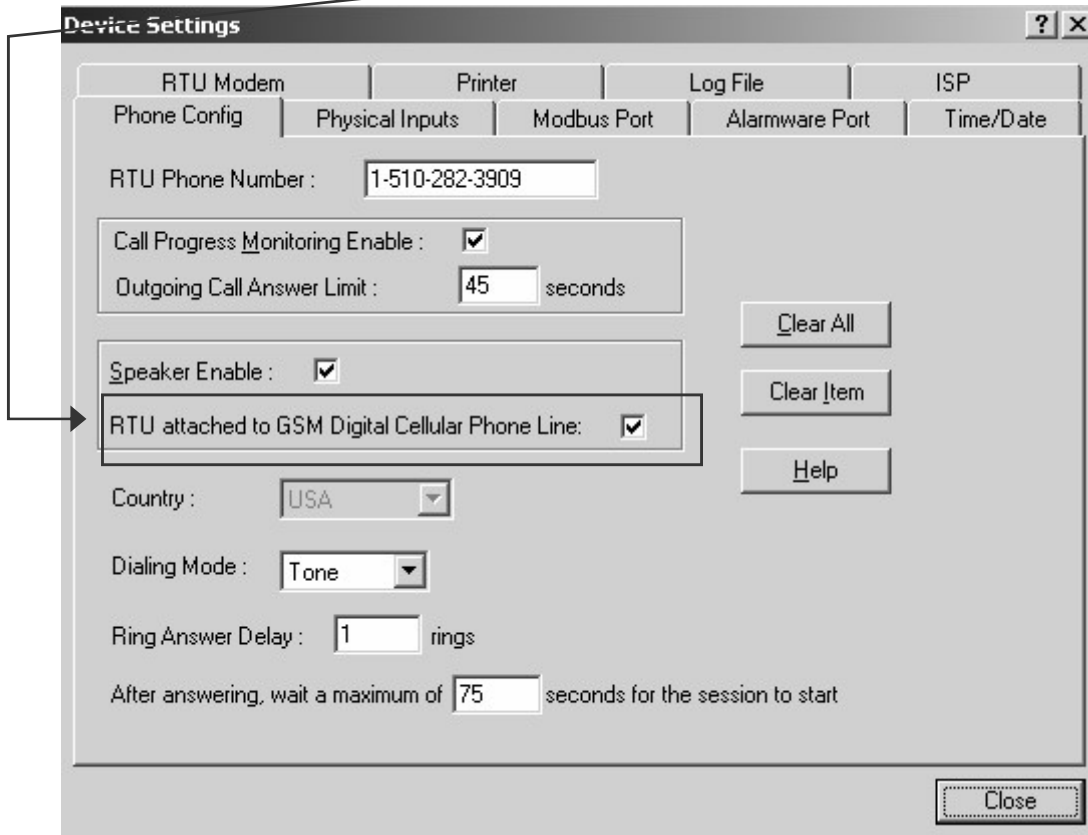 Device Settings
RTU Modem Printer Log File ISP
Phone Config Physical Inputs Modbus Port Alarmware Port Time/Date
RTU Phone Number : 1-510-282-3909
Call Progress Monitoring Enable :
Outgoing Call Answer Limit : 45 seconds
Clear All
Speaker Enable :
Clear Item
RTU attached to GSM Digital Cellular Phone Line:
Help
Country : USA
Dialing Mode : Tone
Ring Answer Delay : 1 rings
After answering, wait a maximum of 75 seconds for the session to start
Close